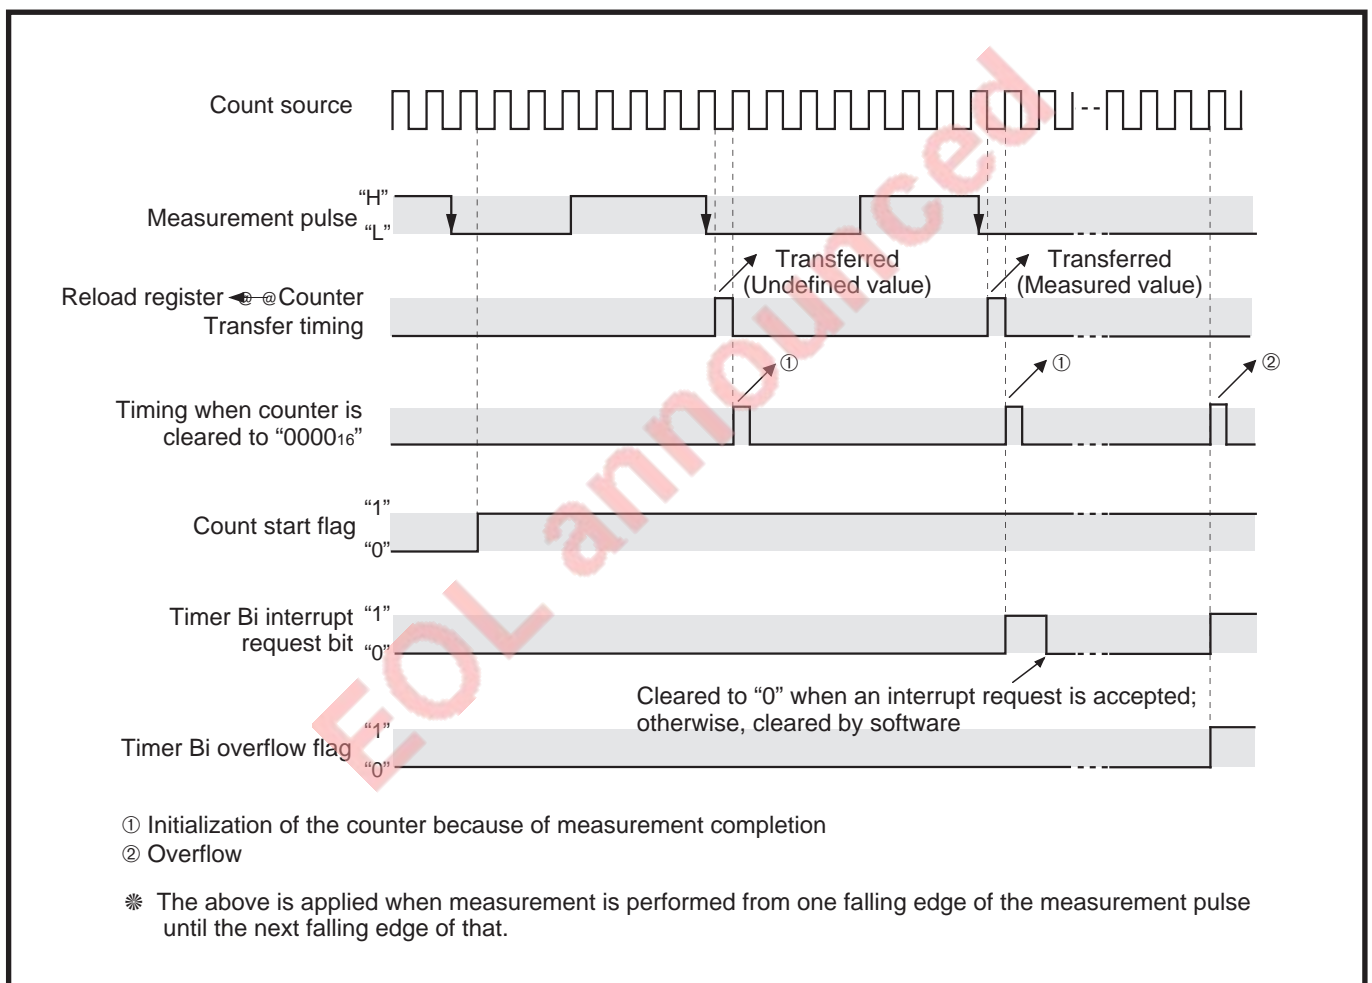 Count source
Measurement pulse
“H”
“L”
Transferred
(Undefined value)
Transferred
(Measured value)
Reload register @ @Counter
Transfer timing
①
①
②
Timing when counter is
cleared to “0000₁₆”
Count start flag
“1”
“0”
Timer Bi interrupt
request bit
“1”
“0”
Cleared to “0” when an interrupt request is accepted;
otherwise, cleared by software
Timer Bi overflow flag
“1”
“0”
① Initialization of the counter because of measurement completion
② Overflow
❋ The above is applied when measurement is performed from one falling edge of the measurement pulse
until the next falling edge of that.
EOL announced